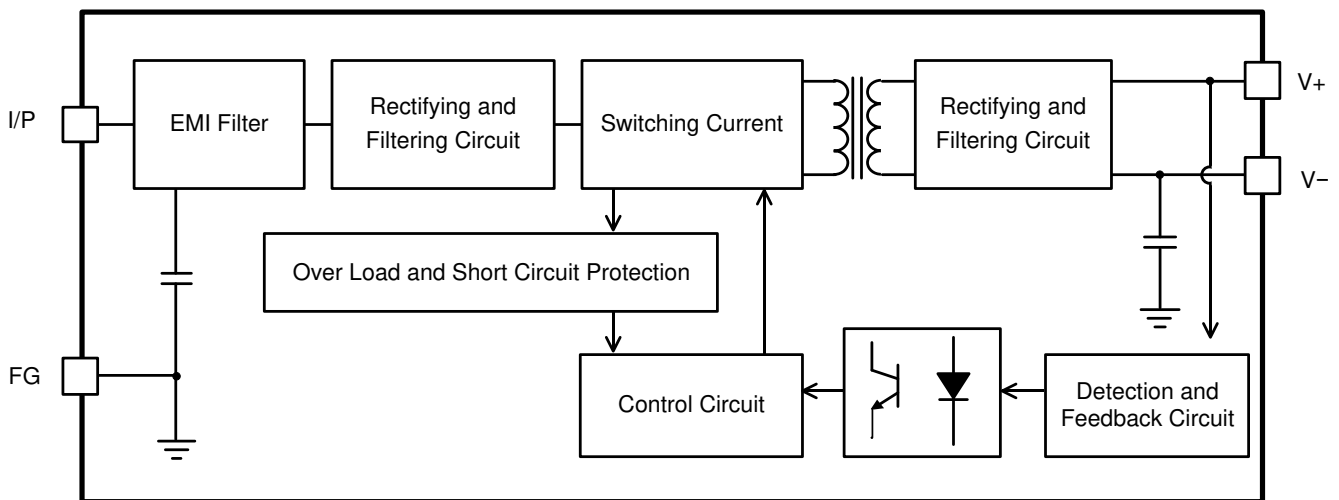 I/P
EMI Filter
Rectifying and
Filtering Circuit
Switching Current
Rectifying and
Filtering Circuit
V+
V−
Over Load and Short Circuit Protection
FG
Control Circuit
Detection and
Feedback Circuit